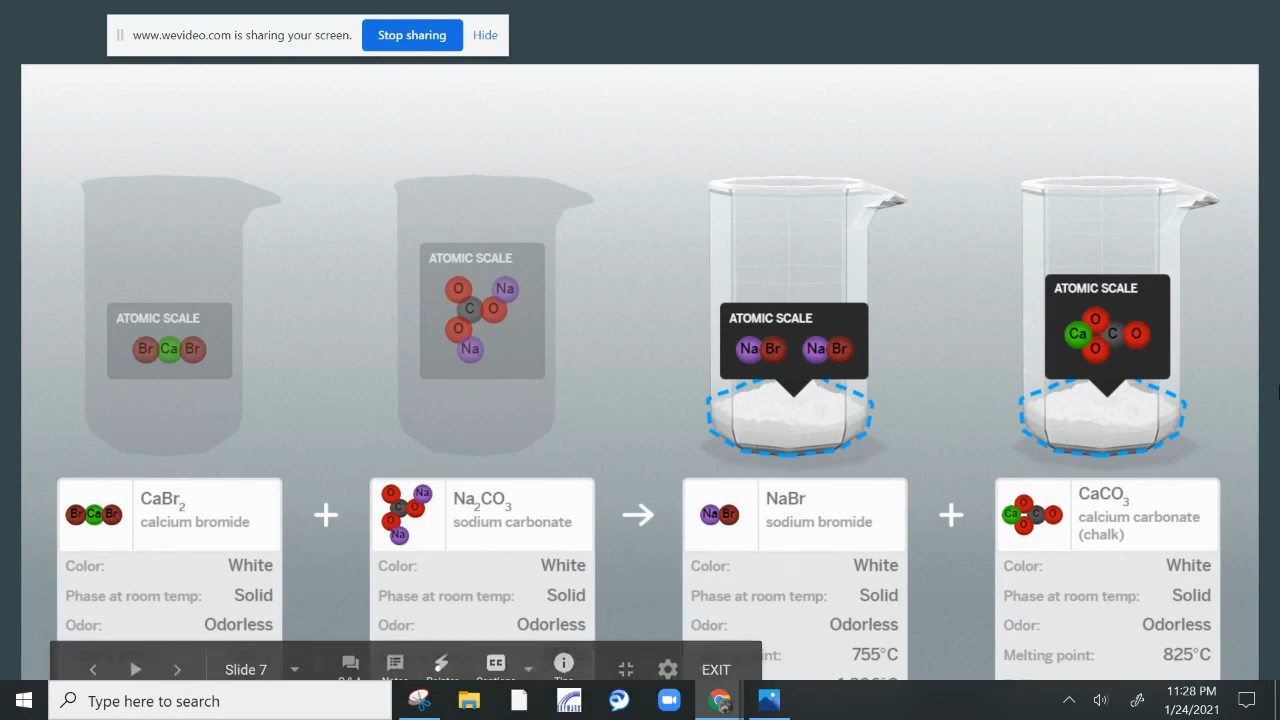 www.wevideo.com is sharing your screen.
Stop sharing
Hide
ATOMIC SCALE
Br Ca Br
ATOMIC SCALE
O Na
C O
O
Na
ATOMIC SCALE
Na Br Na Br
ATOMIC SCALE
O
Ca C O
O
Br Ca Br
CaBr2
calcium bromide
+
O Na
C O
O
Na
Na2CO3
sodium carbonate
→
Na Br
NaBr
sodium bromide
+
O
Ca C O
O
CaCO3
calcium carbonate
(chalk)
Color: White
Phase at room temp: Solid
Odor: Odorless
Color: White
Phase at room temp: Solid
Odor: Odorless
Color: White
Phase at room temp: Solid
Odor: Odorless
755°C
Color: White
Phase at room temp: Solid
Odor: Odorless
Melting point: 825°C
Slide 7
EXIT
Type here to search
11:28 PM
1/24/2021